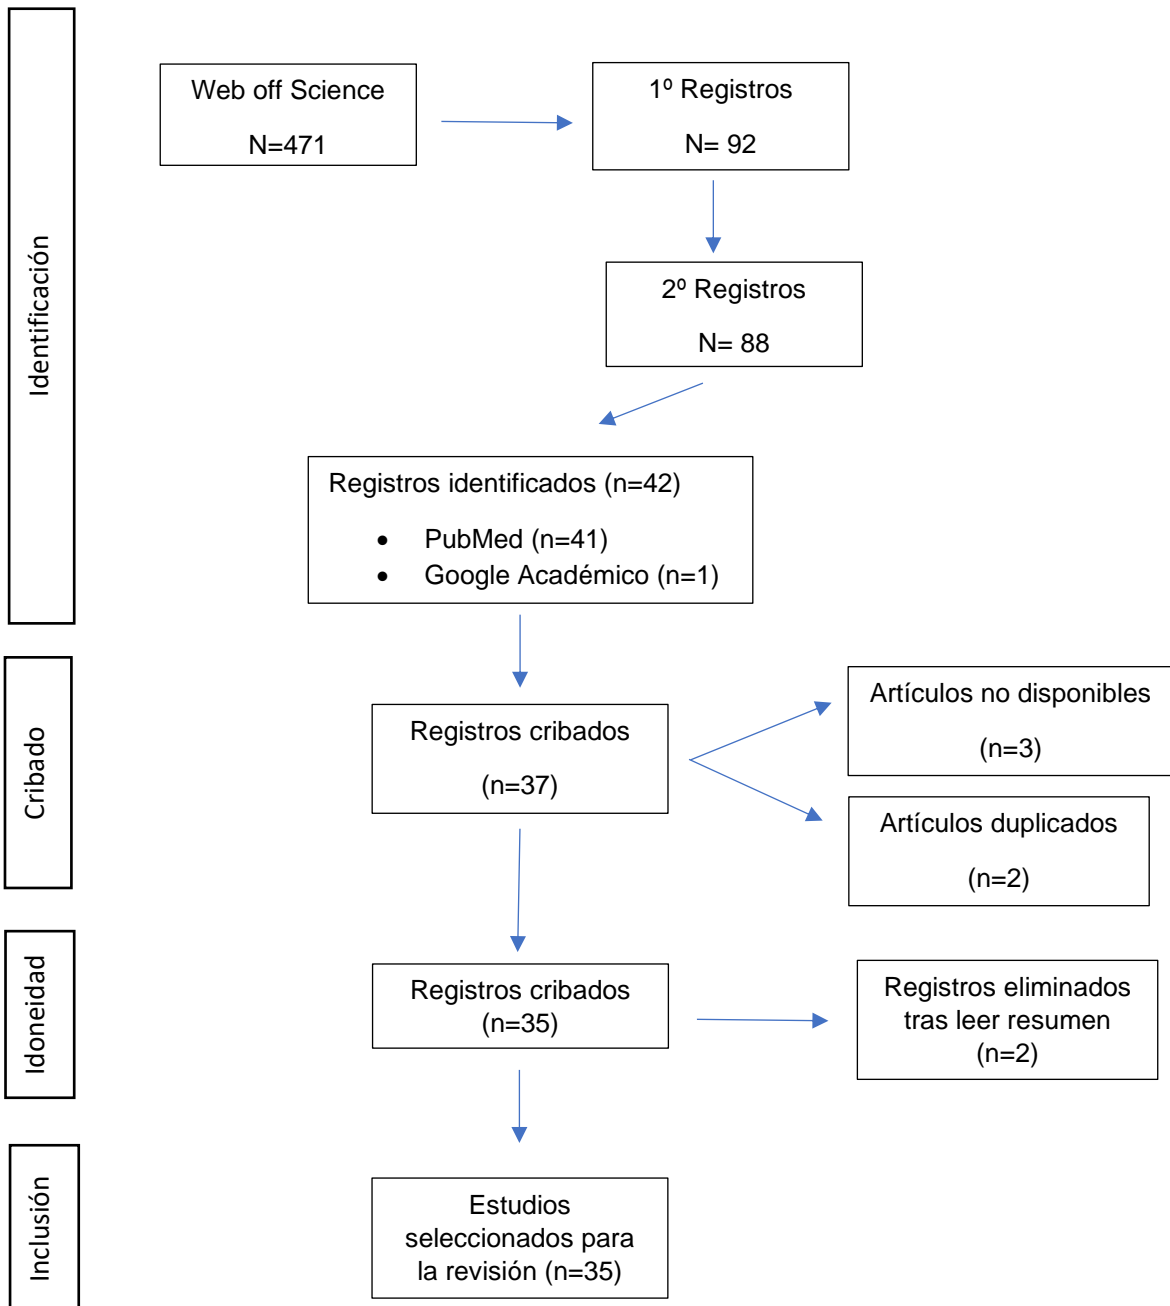 Identificación
Web off Science
N=471
1º Registros
N= 92
2º Registros
N= 88
Registros identificados (n=42)
• PubMed (n=41)
• Google Académico (n=1)
Cribado
Registros cribados
(n=37)
Artículos no disponibles
(n=3)
Artículos duplicados
(n=2)
Idoneidad
Registros cribados
(n=35)
Registros eliminados
tras leer resumen
(n=2)
Inclusión
Estudios
seleccionados para
la revisión (n=35)